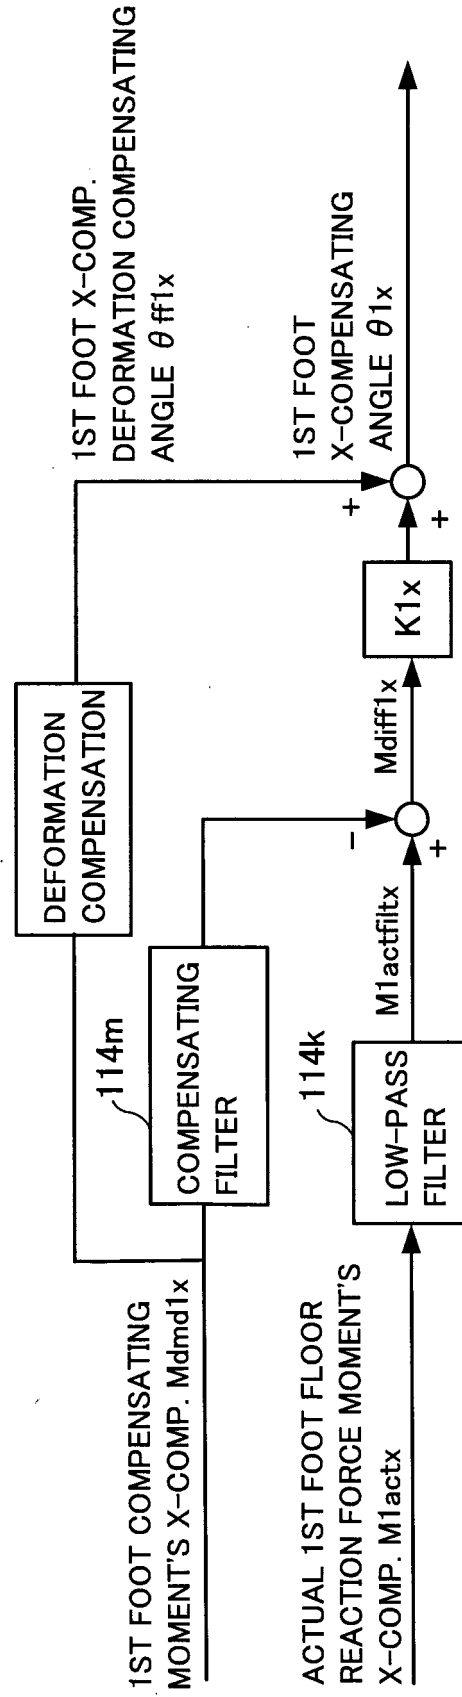 1ST FOOT COMPENSATING
MOMENT'S X-COMP. Mdmd1x
DEFORMATION
COMPENSATION
1ST FOOT X-COMP.
DEFORMATION COMPENSATING
ANGLE θff1x
114m
COMPENSATING
FILTER
ACTUAL 1ST FOOT FLOOR
REACTION FORCE MOMENT'S
X-COMP. M1actx
114k
LOW-PASS
FILTER
M1actfiltx
−
+
Mdiff1x
K1x
+
+
1ST FOOT
X-COMPENSATING
ANGLE θ1x